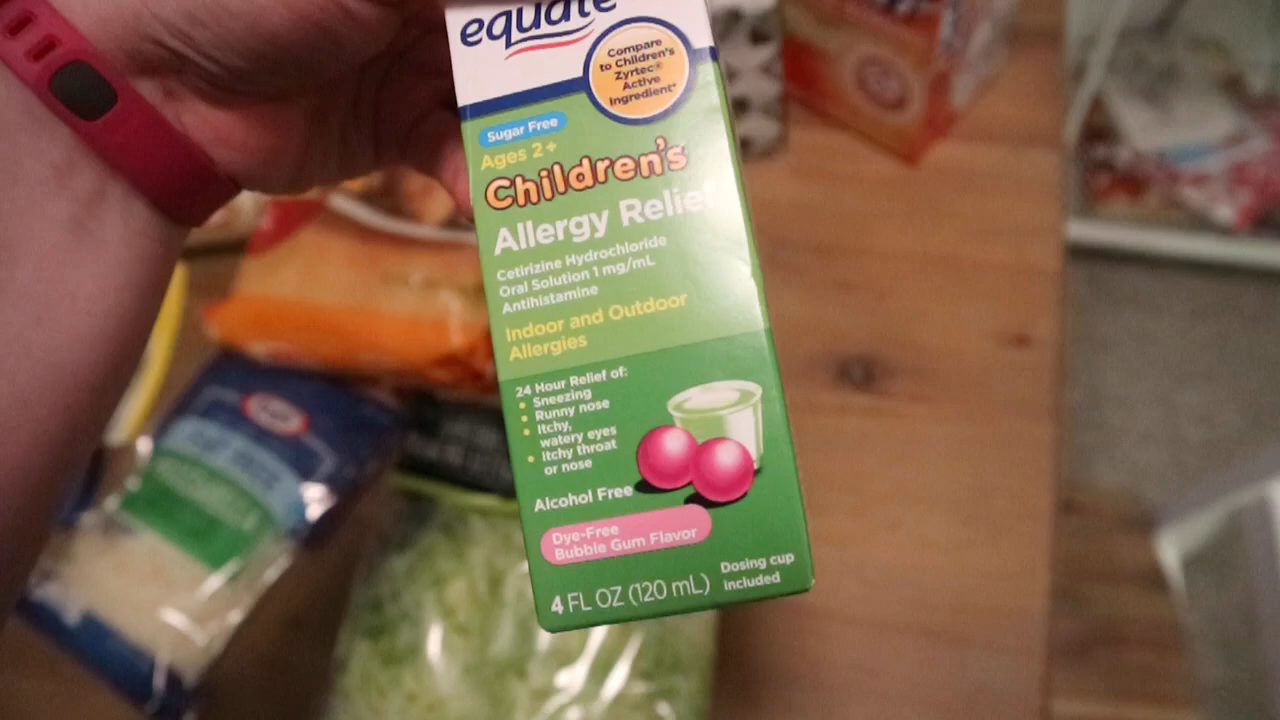 equate
Compare
to Children's
Zyrtec®
Active
Ingredient*
Sugar Free
Ages 2+
Children's
Allergy Relief
Cetirizine Hydrochloride
Oral Solution 1 mg/mL
Antihistamine
Indoor and Outdoor
Allergies
24 Hour Relief of:
• Sneezing
• Runny nose
• Itchy,
watery eyes
• Itchy throat
or nose
Alcohol Free
Dye-Free
Bubble Gum Flavor
4 FL OZ (120 mL)
Dosing cup
included